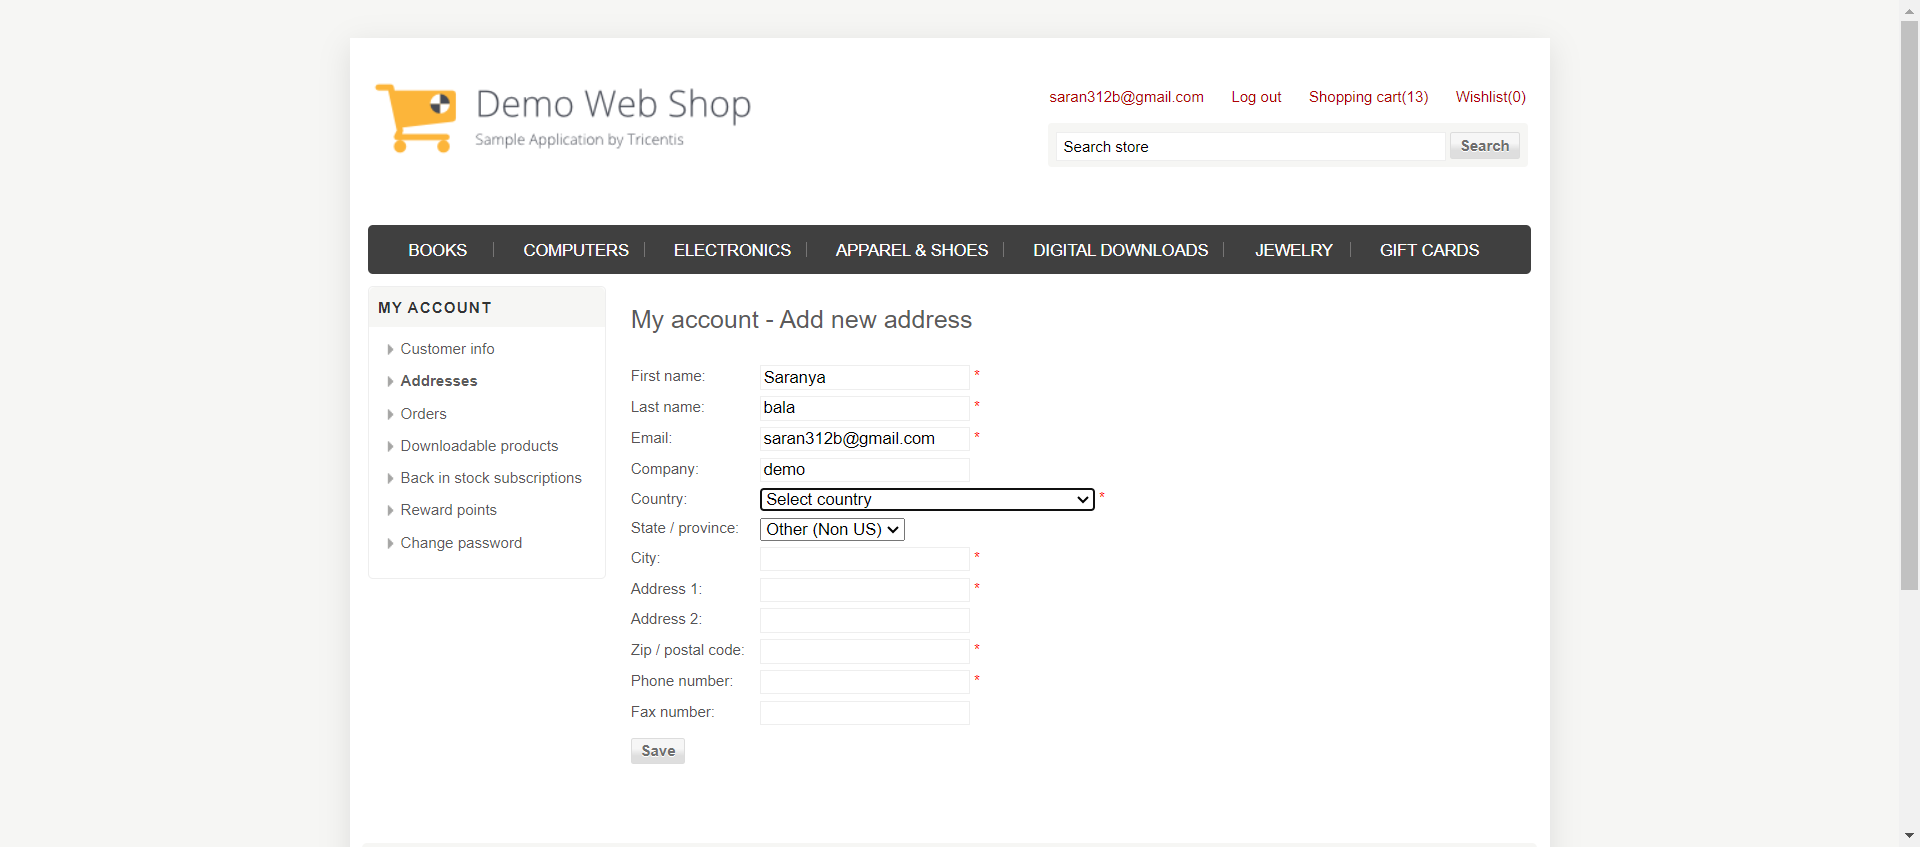 Demo Web Shop
Sample Application by Tricentis
saran312b@gmail.com Log out Shopping cart(13) Wishlist(0)
Search store Search
BOOKS COMPUTERS ELECTRONICS APPAREL & SHOES DIGITAL DOWNLOADS JEWELRY GIFT CARDS
MY ACCOUNT
Customer info
Addresses
Orders
Downloadable products
Back in stock subscriptions
Reward points
Change password
My account - Add new address
First name: Saranya *
Last name: bala *
Email: saran312b@gmail.com *
Company: demo
Country: Select country *
State / province: Other (Non US)
City: *
Address 1: *
Address 2:
Zip / postal code: *
Phone number: *
Fax number:
Save